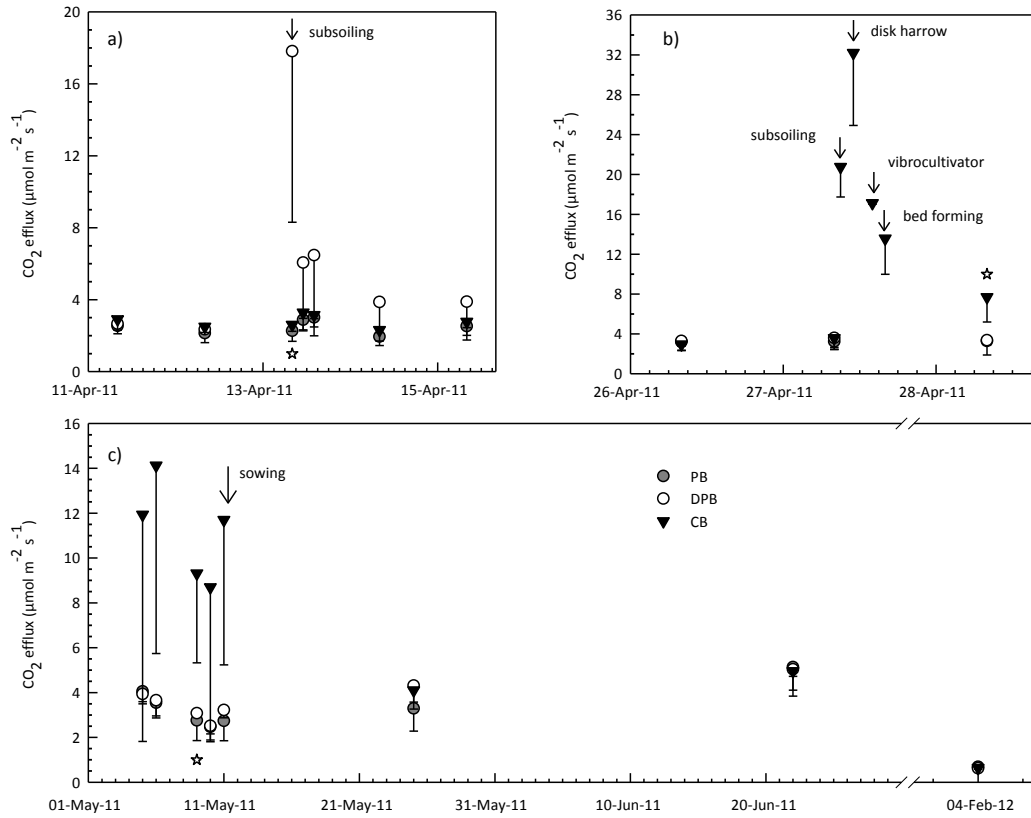 a)
subsoiling
20
16
12
8
4
0
CO2 efflux (µmol m-2 s-1)
11-Apr-11
13-Apr-11
15-Apr-11
b)
disk harrow
subsoiling
vibrocultivator
bed forming
36
32
28
24
20
16
12
8
4
0
CO2 efflux (µmol m-2 s-1)
26-Apr-11
27-Apr-11
28-Apr-11
c)
sowing
PB
DPB
CB
16
14
12
10
8
6
4
2
0
CO2 efflux (µmol m-2 s-1)
01-May-11
11-May-11
21-May-11
31-May-11
10-Jun-11
20-Jun-11
04-Feb-12